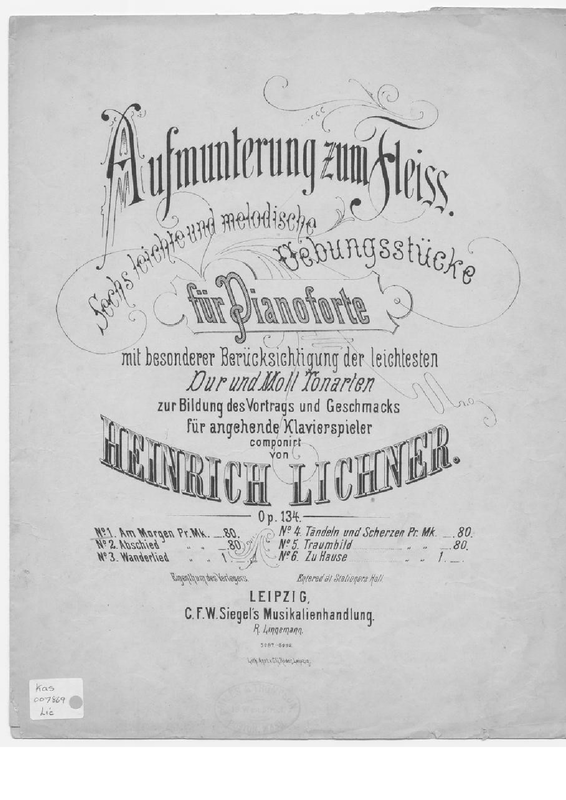 Aufmunterung zum Fleiss.
Sechs leichte und melodische Uebungsstücke
für Pianoforte
mit besonderer Berücksichtigung der leichtesten
Dur und Moll Tonarten
zur Bildung des Vortrags und Geschmacks
für angehende Klavierspieler
componirt
von
HEINRICH LICHNER.
Op. 134.
No 1. Am Morgen Pr. Mk. _.80.
No 2. Abschied " " _.80.
No 3. Wanderlied " " 1._.
No 4. Tändeln und Scherzen Pr. Mk. _.80.
No 5. Traumbild " " _.80.
No 6. Zu Hause " " 1._.
Eigenthum des Verlegers.
Entered at Stationers Hall
LEIPZIG,
C.F.W. Siegel's Musikalienhandlung.
R. Linnemann.
Kas
007869
Lic